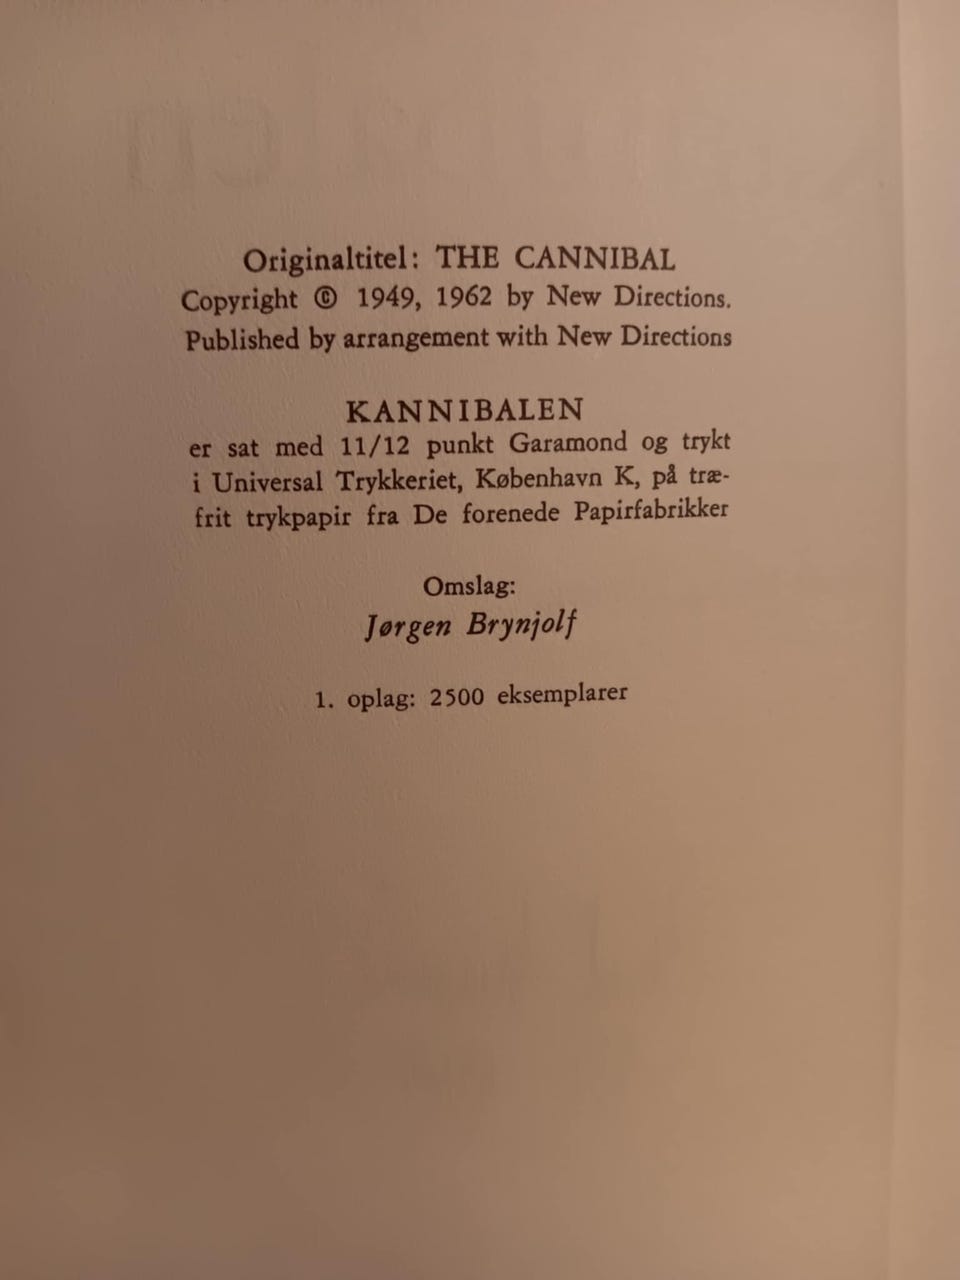 Originaltitel: THE CANNIBAL
Copyright © 1949, 1962 by New Directions.
Published by arrangement with New Directions
KANNIBALEN
er sat med 11/12 punkt Garamond og trykt
i Universal Trykkeriet, København K, på træ-
frit trykpapir fra De forenede Papirfabrikker
Omslag:
Jørgen Brynjolf
1. oplag: 2500 eksemplarer